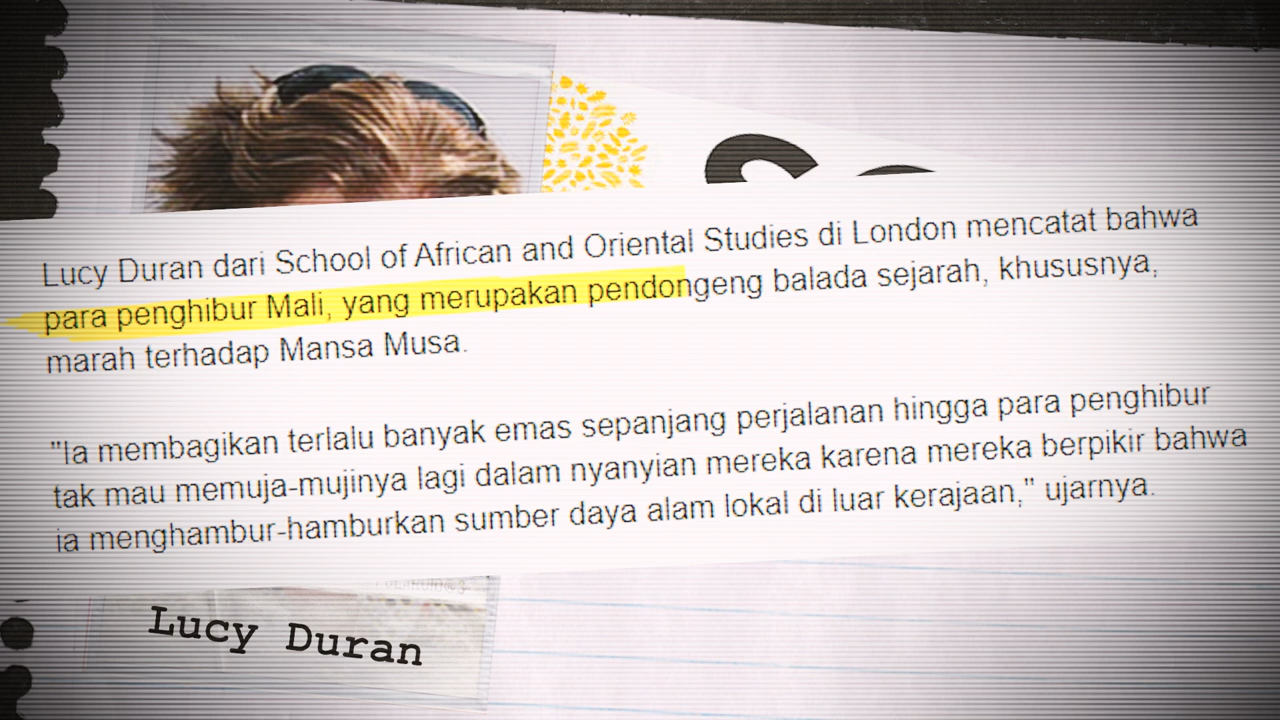 Lucy Duran dari School of African and Oriental Studies di London mencatat bahwa
para penghibur Mali, yang merupakan pendongeng balada sejarah, khususnya,
marah terhadap Mansa Musa.
"Ia membagikan terlalu banyak emas sepanjang perjalanan hingga para penghibur
tak mau memuja-mujinya lagi dalam nyanyian mereka karena mereka berpikir bahwa
ia menghambur-hamburkan sumber daya alam lokal di luar kerajaan," ujarnya.
Lucy Duran